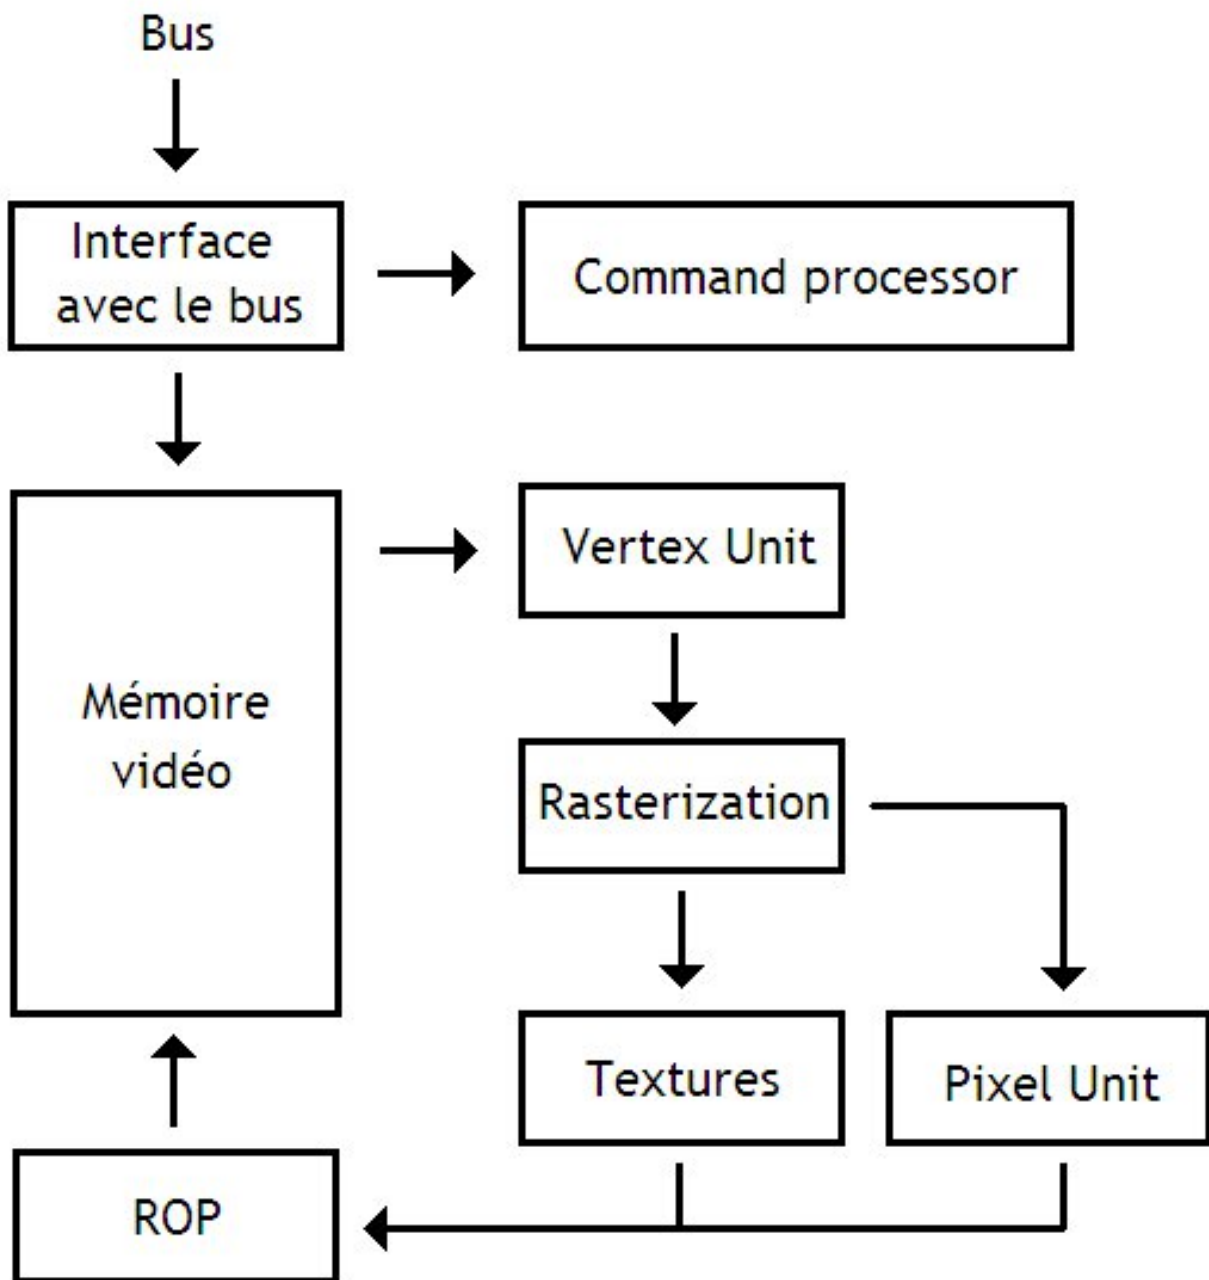 Bus
Interface
avec le bus
Command processor
Mémoire
vidéo
Vertex Unit
Rasterization
Textures
Pixel Unit
ROP